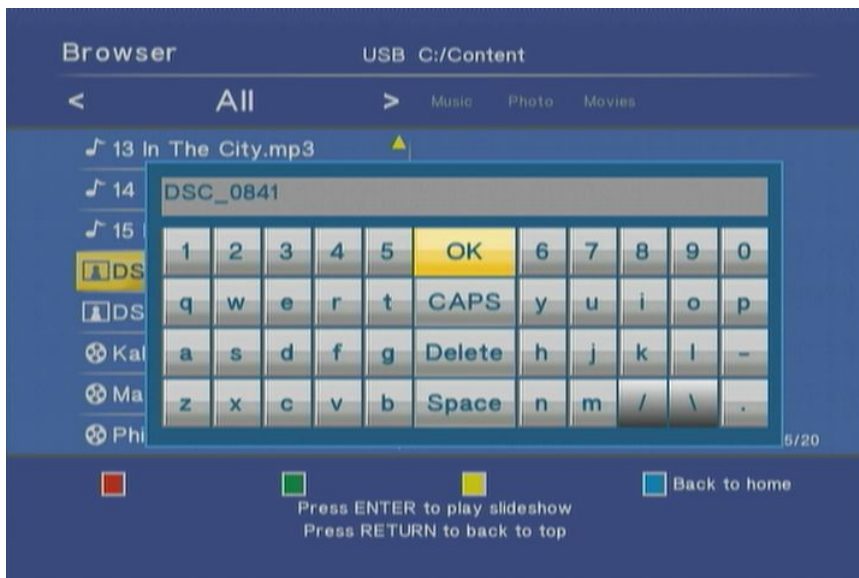 Browser USB C:/Content
< All > Music Photo Movies
13 In The City.mp3
14
DSC_0841
15
1 2 3 4 5 OK 6 7 8 9 0
DS
q w e r t CAPS y u i o p
DS
a s d f g Delete h j k l -
Kal
Ma
z x c v b Space n m / \ .
Phi
5/20
Back to home
Press ENTER to play slideshow
Press RETURN to back to top